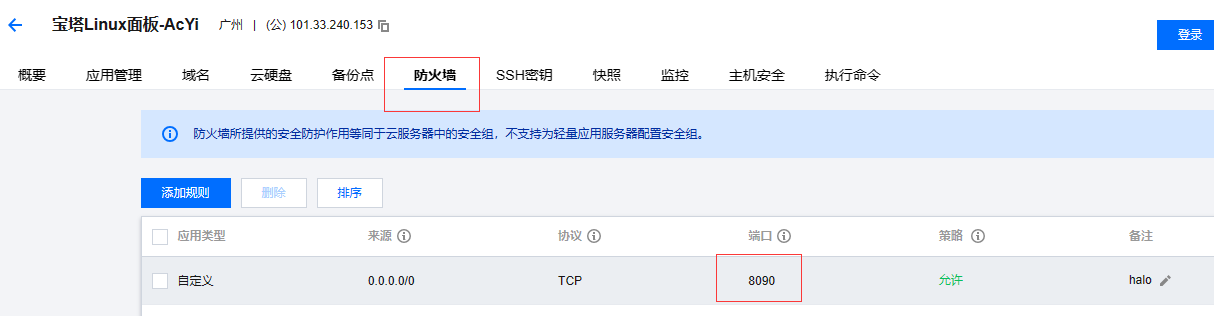 宝塔Linux面板-AcYi 广州 | (公) 101.33.240.153
登录
概要 应用管理 域名 云硬盘 备份点 防火墙 SSH密钥 快照 监控 主机安全 执行命令
防火墙所提供的安全防护作用等同于云服务器中的安全组，不支持为轻量应用服务器配置安全组。
添加规则 删除 排序
应用类型 来源 协议 端口 策略 备注
自定义 0.0.0.0/0 TCP 8090 允许 halo